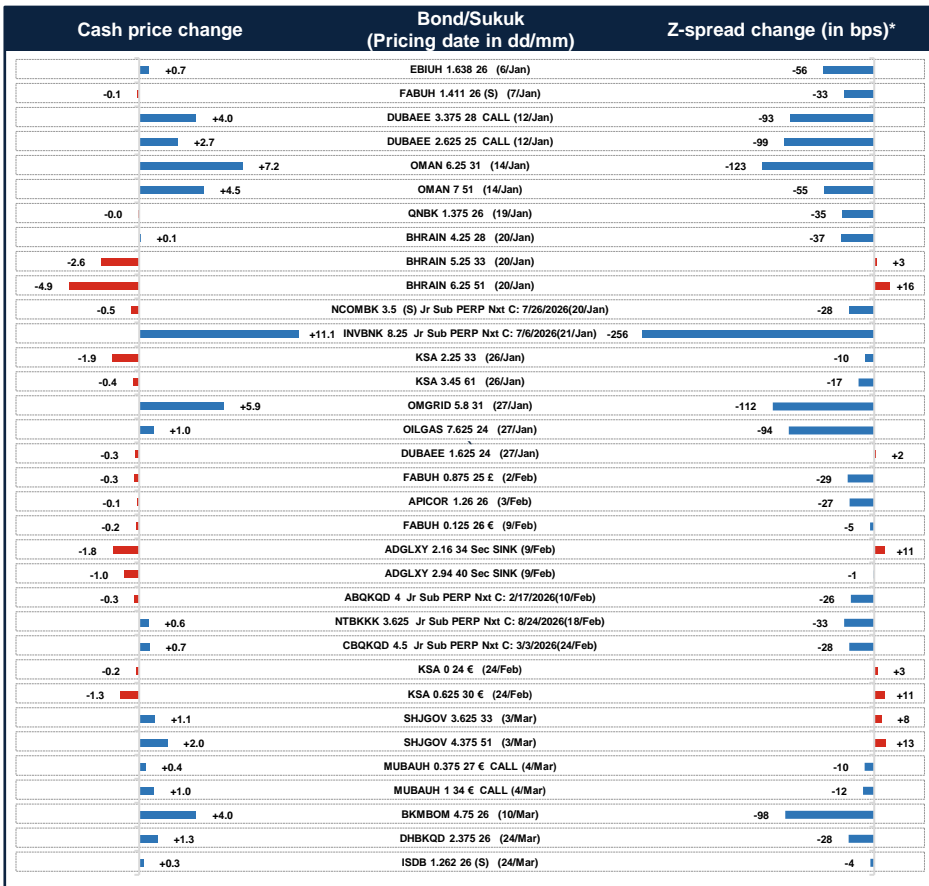 Cash price change Bond/Sukuk (Pricing date in dd/mm) Z-spread change (in bps)*
+0.7 EBIUH 1.638 26 (6/Jan) -56
-0.1 FABUH 1.411 26 (S) (7/Jan) -33
+4.0 DUBAEE 3.375 28 CALL (12/Jan) -93
+2.7 DUBAEE 2.625 25 CALL (12/Jan) -99
+7.2 OMAN 6.25 31 (14/Jan) -123
+4.5 OMAN 7 51 (14/Jan) -55
-0.0 QNBK 1.375 26 (19/Jan) -35
+0.1 BHRAIN 4.25 28 (20/Jan) -37
-2.6 BHRAIN 5.25 33 (20/Jan) +3
-4.9 BHRAIN 6.25 51 (20/Jan) +16
-0.5 NCOMBK 3.5 (S) Jr Sub PERP Nxt C: 7/26/2026(20/Jan) -28
+11.1 INVBNK 8.25 Jr Sub PERP Nxt C: 7/6/2026(21/Jan) -256
-1.9 KSA 2.25 33 (26/Jan) -10
-0.4 KSA 3.45 61 (26/Jan) -17
+5.9 OMGRID 5.8 31 (27/Jan) -112
+1.0 OILGAS 7.625 24 (27/Jan) -94
`
-0.3 DUBAEE 1.625 24 (27/Jan) +2
-0.3 FABUH 0.875 25 £ (2/Feb) -29
-0.1 APICOR 1.26 26 (3/Feb) -27
-0.2 FABUH 0.125 26 € (9/Feb) -5
-1.8 ADGLXY 2.16 34 Sec SINK (9/Feb) +11
-1.0 ADGLXY 2.94 40 Sec SINK (9/Feb) -1
-0.3 ABQKQD 4 Jr Sub PERP Nxt C: 2/17/2026(10/Feb) -26
+0.6 NTBKKK 3.625 Jr Sub PERP Nxt C: 8/24/2026(18/Feb) -33
+0.7 CBQKQD 4.5 Jr Sub PERP Nxt C: 3/3/2026(24/Feb) -28
-0.2 KSA 0 24 € (24/Feb) +3
-1.3 KSA 0.625 30 € (24/Feb) +11
+1.1 SHJGOV 3.625 33 (3/Mar) +8
+2.0 SHJGOV 4.375 51 (3/Mar) +13
+0.4 MUBAUH 0.375 27 € CALL (4/Mar) -10
+1.0 MUBAUH 1 34 € CALL (4/Mar) -12
+4.0 BKMBOM 4.75 26 (10/Mar) -98
+1.3 DHBKQD 2.375 26 (24/Mar) -28
+0.3 ISDB 1.262 26 (S) (24/Mar) -4